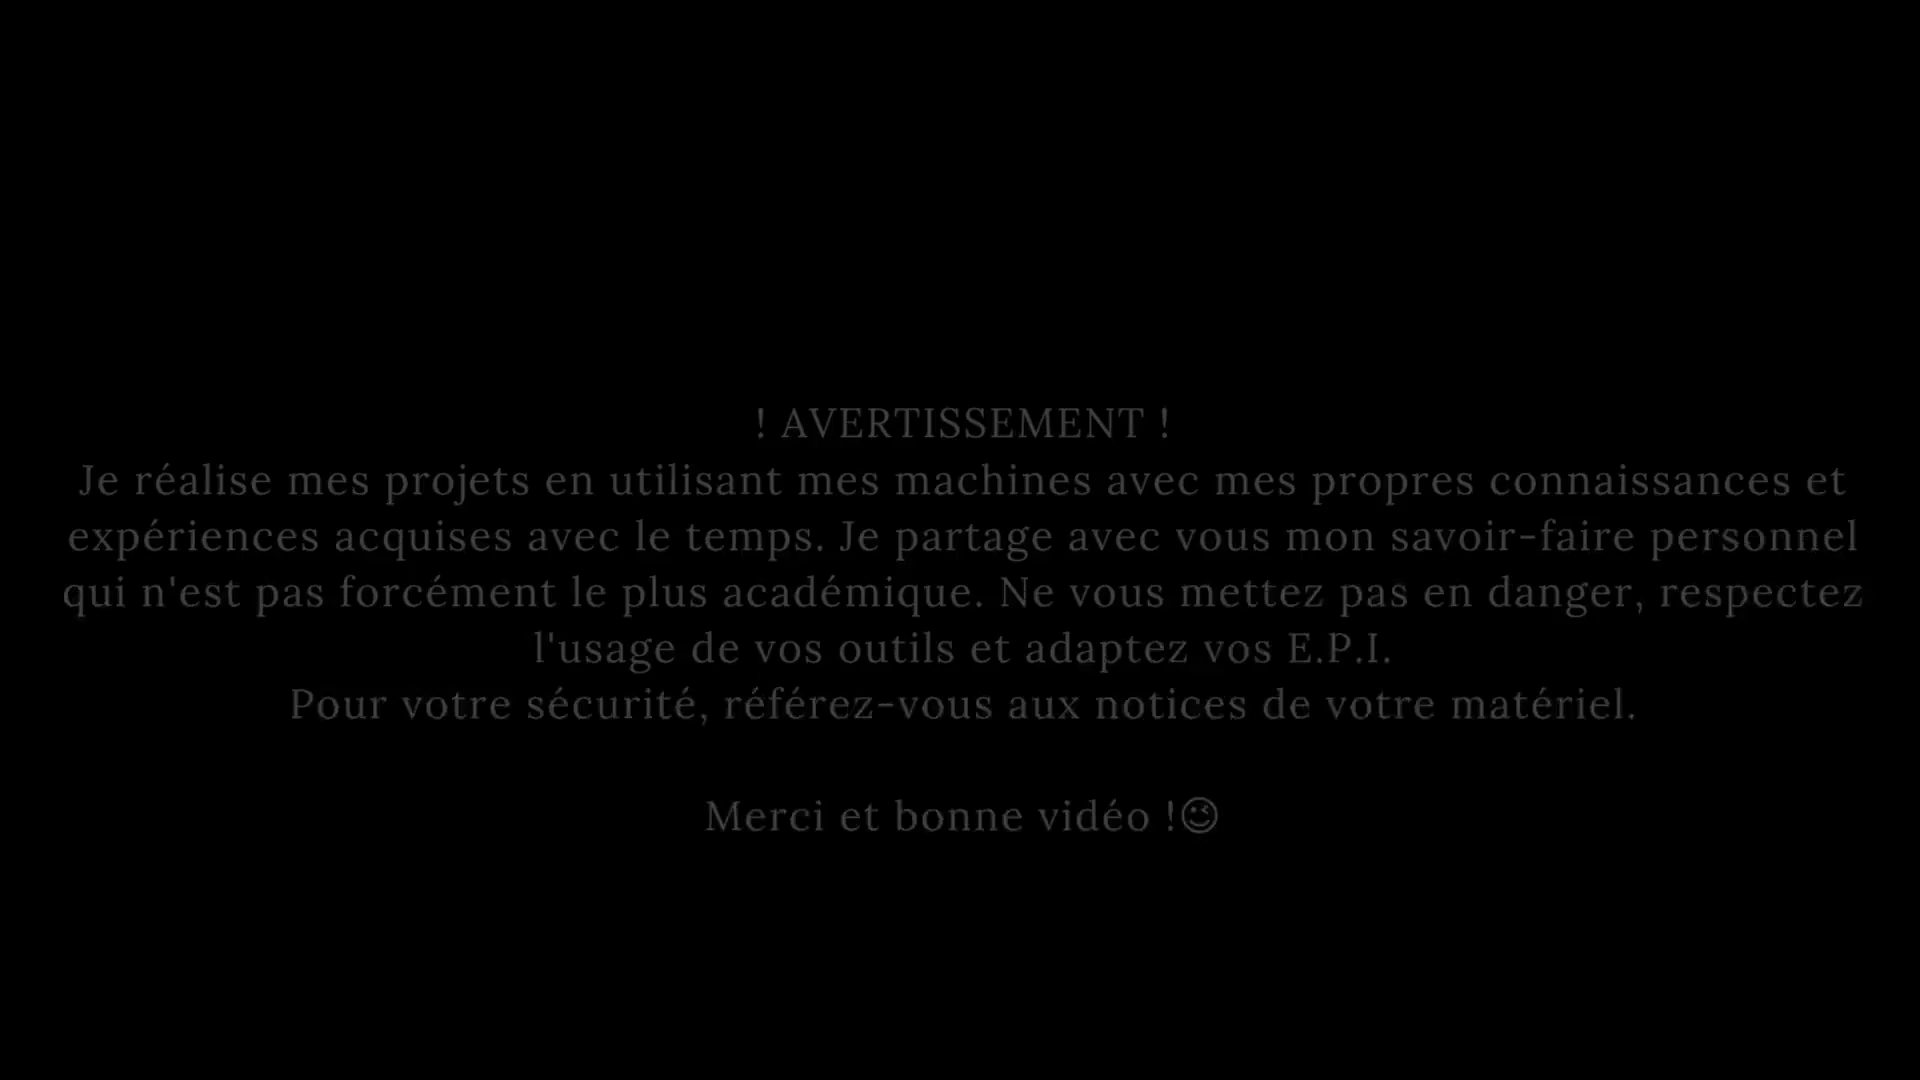 ! AVERTISSEMENT !
Je réalise mes projets en utilisant mes machines avec mes propres connaissances et
expériences acquises avec le temps. Je partage avec vous mon savoir-faire personnel
qui n'est pas forcément le plus académique. Ne vous mettez pas en danger, respectez
l'usage de vos outils et adaptez vos E.P.I.
Pour votre sécurité, référez-vous aux notices de votre matériel.
Merci et bonne vidéo !😉